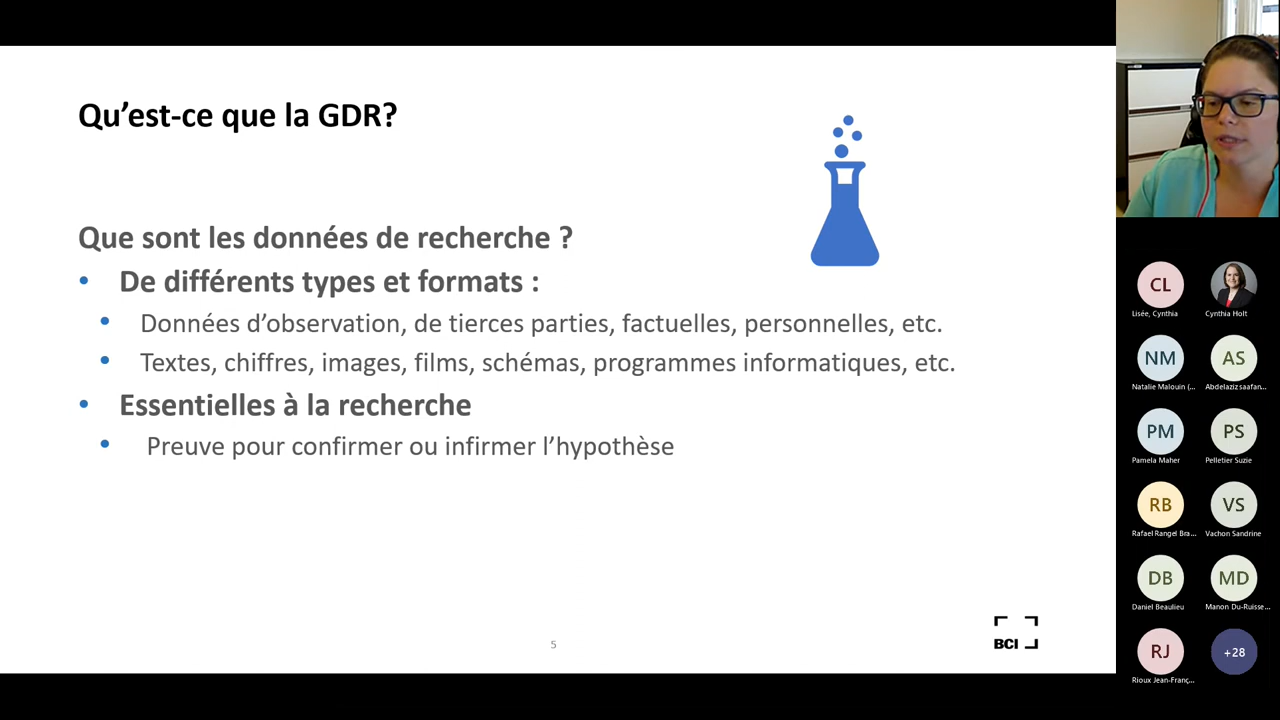 Qu’est-ce que la GDR?
Que sont les données de recherche ?
De différents types et formats :
Données d’observation, de tierces parties, factuelles, personnelles, etc.
Textes, chiffres, images, films, schémas, programmes informatiques, etc.
Essentielles à la recherche
Preuve pour confirmer ou infirmer l’hypothèse
5
BCI
CL
Lisée, Cynthia
Cynthia Holt
NM
Natalie Malouin (...
AS
Abdelaziz saafan...
PM
Pamela Maher
PS
Pelletier Suzie
RB
Rafael Rangel Bra...
VS
Vachon Sandrine
DB
Daniel Beaulieu
MD
Manon Du-Ruisse...
RJ
Rioux Jean-Franç...
+28